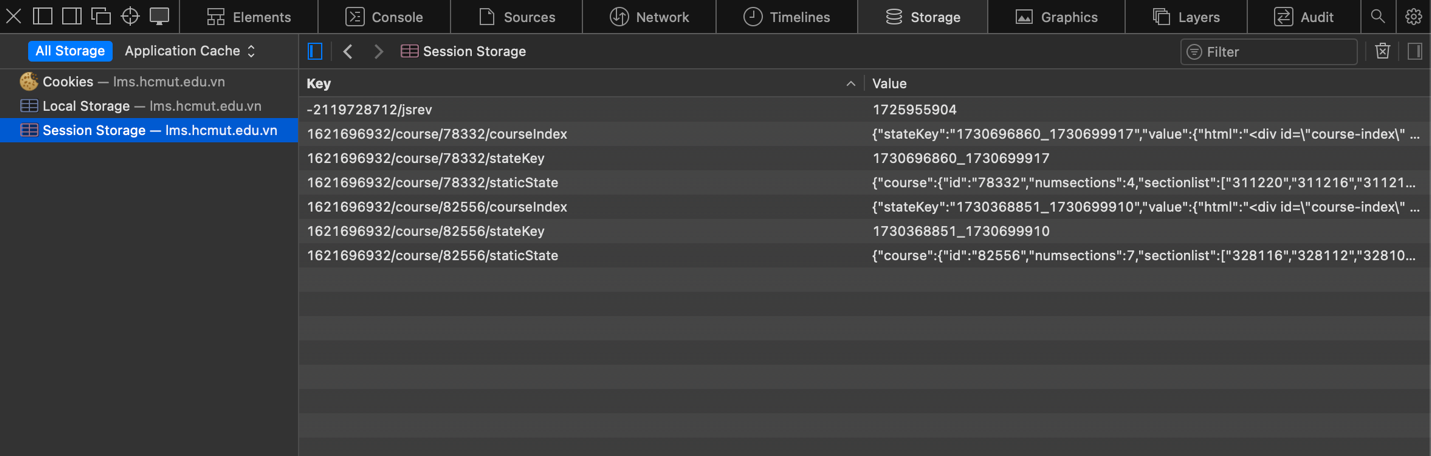 Elements Console Sources Network Timelines Storage Graphics Layers Audit
All Storage Application Cache Session Storage Filter
Cookies — lms.hcmut.edu.vn
Local Storage — lms.hcmut.edu.vn
Session Storage — lms.hcmut.edu.vn
Key Value
-2119728712/jsrev 1725955904
1621696932/course/78332/courseIndex {"stateKey":"1730696860_1730699917","value":{"html":"<div id=\"course-index\" ...
1621696932/course/78332/stateKey 1730696860_1730699917
1621696932/course/78332/staticState {"course":{"id":"78332","numsections":4,"sectionlist":["311220","311216","31121...
1621696932/course/82556/courseIndex {"stateKey":"1730368851_1730699910","value":{"html":"<div id=\"course-index\" ...
1621696932/course/82556/stateKey 1730368851_1730699910
1621696932/course/82556/staticState {"course":{"id":"82556","numsections":7,"sectionlist":["328116","328112","32810...